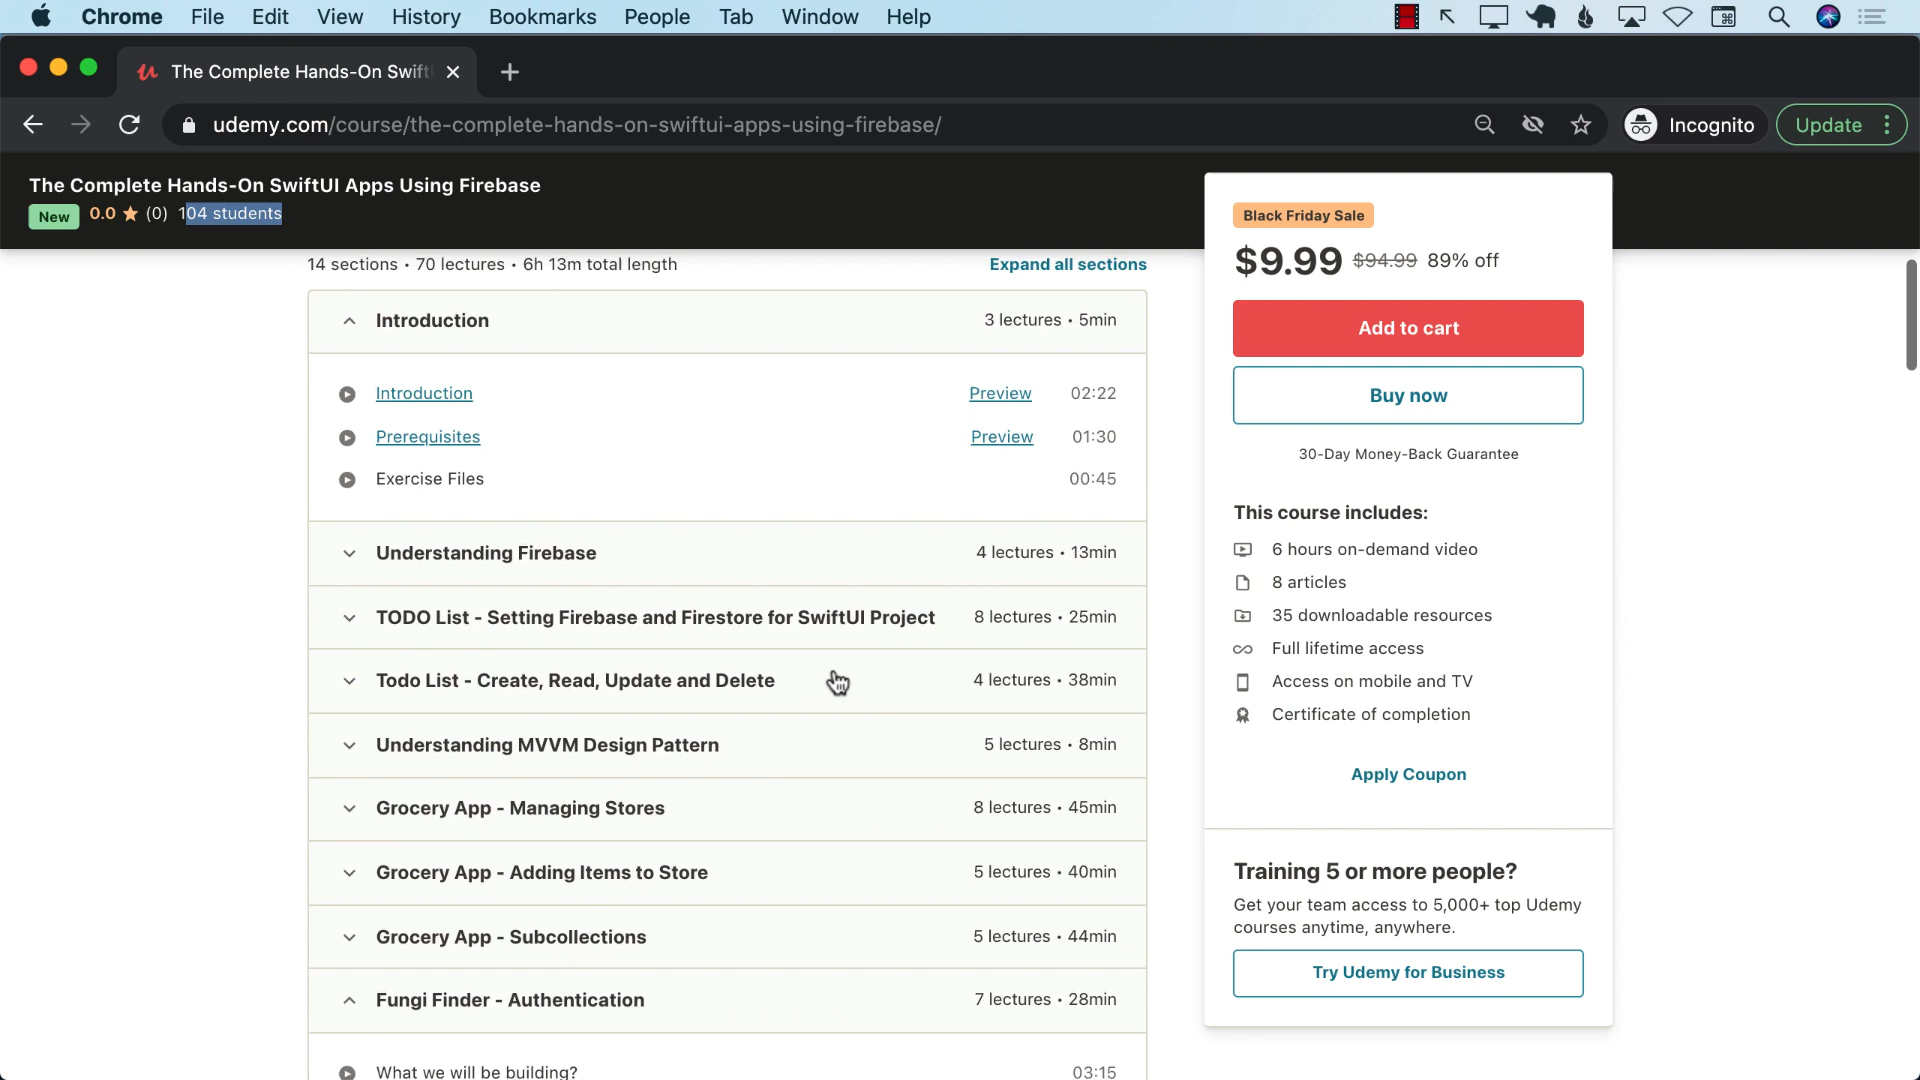 Chrome File Edit View History Bookmarks People Tab Window Help
The Complete Hands-On Swift
udemy.com/course/the-complete-hands-on-swiftui-apps-using-firebase/
Incognito
Update
The Complete Hands-On SwiftUI Apps Using Firebase
New 0.0 (0) 104 students
14 sections • 70 lectures • 6h 13m total length
Expand all sections
Introduction 3 lectures • 5min
Introduction Preview 02:22
Prerequisites Preview 01:30
Exercise Files 00:45
Understanding Firebase 4 lectures • 13min
TODO List - Setting Firebase and Firestore for SwiftUI Project 8 lectures • 25min
Todo List - Create, Read, Update and Delete 4 lectures • 38min
Understanding MVVM Design Pattern 5 lectures • 8min
Grocery App - Managing Stores 8 lectures • 45min
Grocery App - Adding Items to Store 5 lectures • 40min
Grocery App - Subcollections 5 lectures • 44min
Fungi Finder - Authentication 7 lectures • 28min
What we will be building? 03:15
Black Friday Sale
$9.99 $94.99 89% off
Add to cart
Buy now
30-Day Money-Back Guarantee
This course includes:
6 hours on-demand video
8 articles
35 downloadable resources
Full lifetime access
Access on mobile and TV
Certificate of completion
Apply Coupon
Training 5 or more people?
Get your team access to 5,000+ top Udemy
courses anytime, anywhere.
Try Udemy for Business